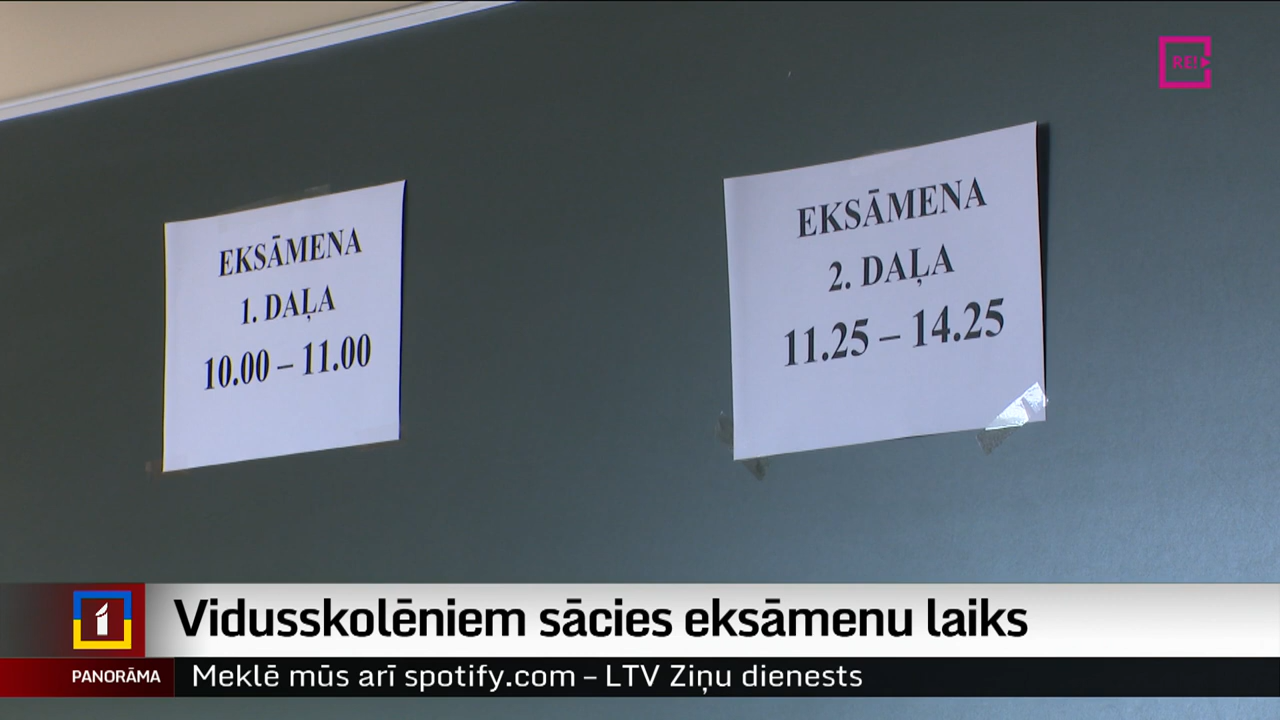 RE!
EKSĀMENA
1. DAĻA
10.00 – 11.00
EKSĀMENA
2. DAĻA
11.25 – 14.25
1
Vidusskolēniem sācies eksāmenu laiks
PANORĀMA
Meklē mūs arī spotify.com – LTV Ziņu dienests